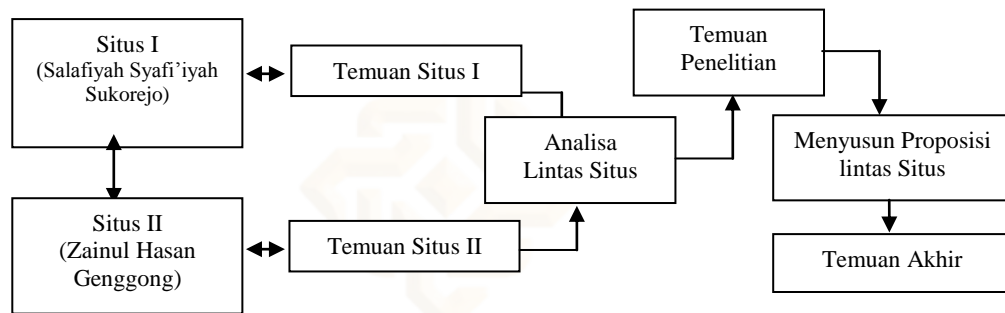 Situs I
(Salafiyah Syafi’iyah
Sukorejo)
Temuan Situs I
Situs II
(Zainul Hasan
Genggong)
Temuan Situs II
Analisa
Lintas Situs
Temuan
Penelitian
Menyusun Proposisi
lintas Situs
Temuan Akhir